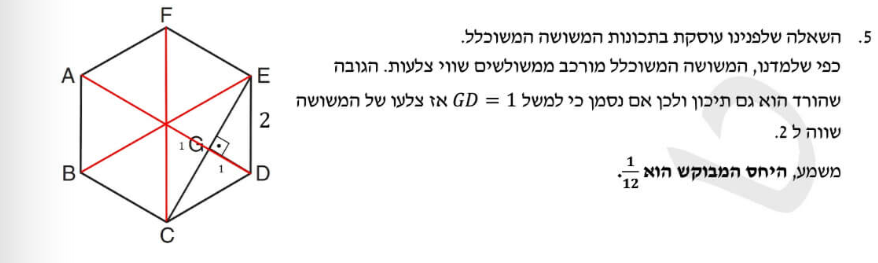 5. השאלה שלפנינו עוסקת בתכונות המשושה המשוכלל.
כפי שלמדנו, המשושה המשוכלל מורכב ממשולשים שווי צלעות. הגובה
שהורד הוא גם תיכון ולכן אם נסמן כי למשל GD = 1 אז צלעו של המשושה
שווה ל 2.
משמע, היחס המבוקש הוא 1/12.
F
A
E
2
1 G
1
B
D
C